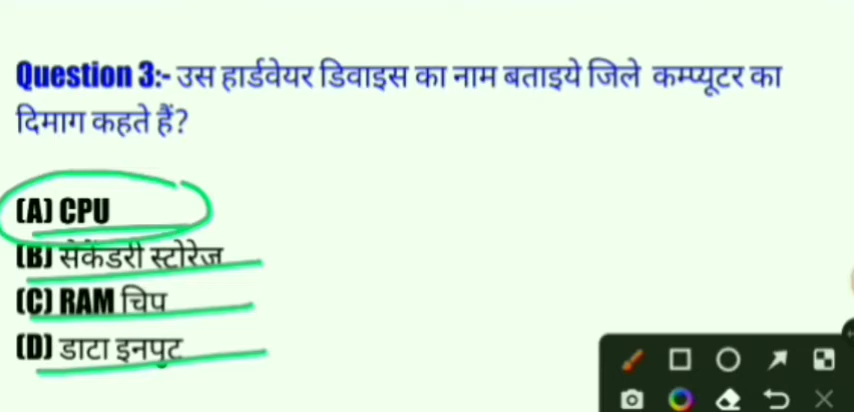 Question 3:- उस हार्डवेयर डिवाइस का नाम बताइये जिले कम्प्यूटर का
दिमाग कहते हैं?
(A) CPU
(B) सेकेंडरी स्टोरेज
(C) RAM चिप
(D) डाटा इनपुट